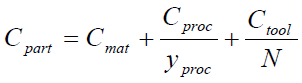 C_part = C_mat + C_proc / y_proc + C_tool / N